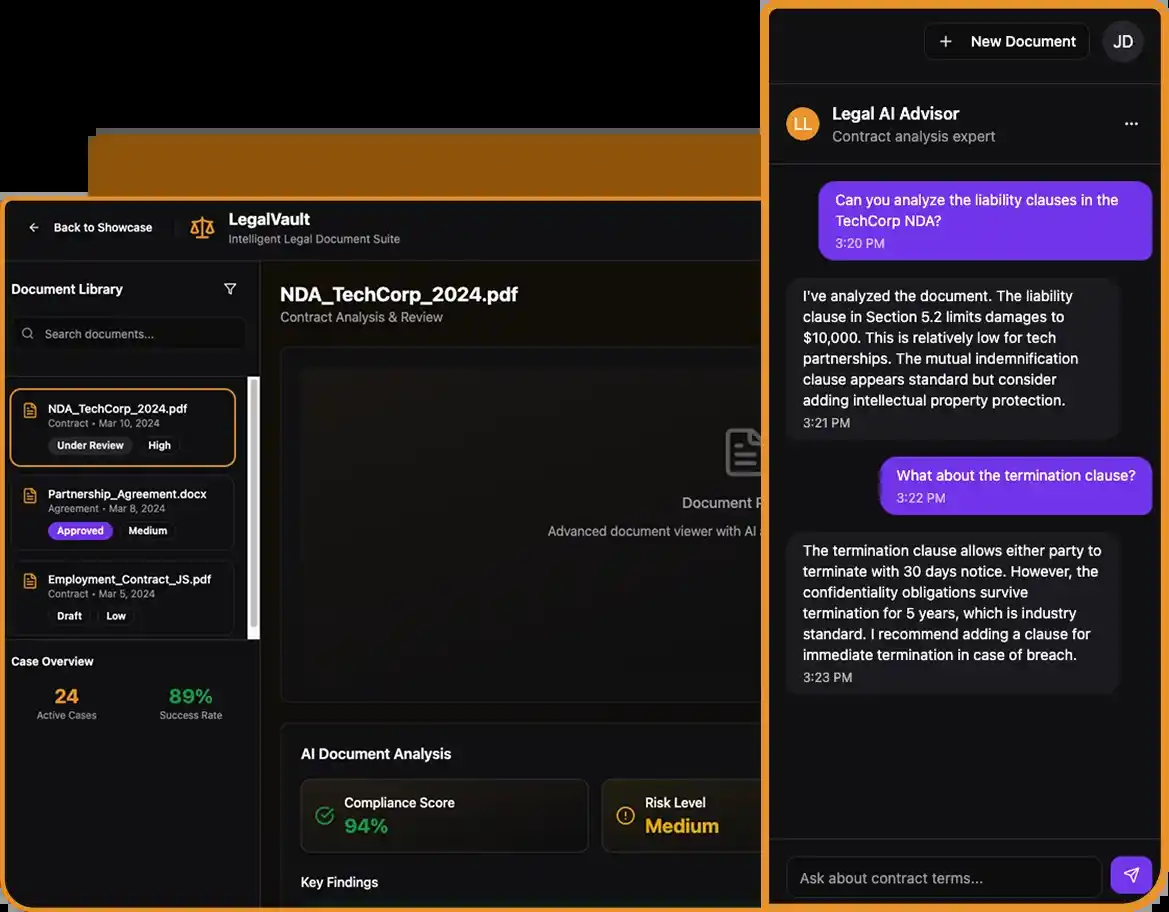 Back to Showcase
LegalVault
Intelligent Legal Document Suite
Document Library
Search documents...
NDA_TechCorp_2024.pdf
Contract • Mar 10, 2024
Under Review High
Partnership_Agreement.docx
Agreement • Mar 8, 2024
Approved Medium
Employment_Contract_JS.pdf
Contract • Mar 5, 2024
Draft Low
Case Overview
24 89%
Active Cases Success Rate
NDA_TechCorp_2024.pdf
Contract Analysis & Review
Document
Advanced document viewer with AI
AI Document Analysis
Compliance Score
94%
Risk Level
Medium
Key Findings
New Document
JD
LL
Legal AI Advisor
Contract analysis expert
Can you analyze the liability clauses in the
TechCorp NDA?
3:20 PM
I've analyzed the document. The liability
clause in Section 5.2 limits damages to
$10,000. This is relatively low for tech
partnerships. The mutual indemnification
clause appears standard but consider
adding intellectual property protection.
3:21 PM
What about the termination clause?
3:22 PM
The termination clause allows either party to
terminate with 30 days notice. However, the
confidentiality obligations survive
termination for 5 years, which is industry
standard. I recommend adding a clause for
immediate termination in case of breach.
3:23 PM
Ask about contract terms...